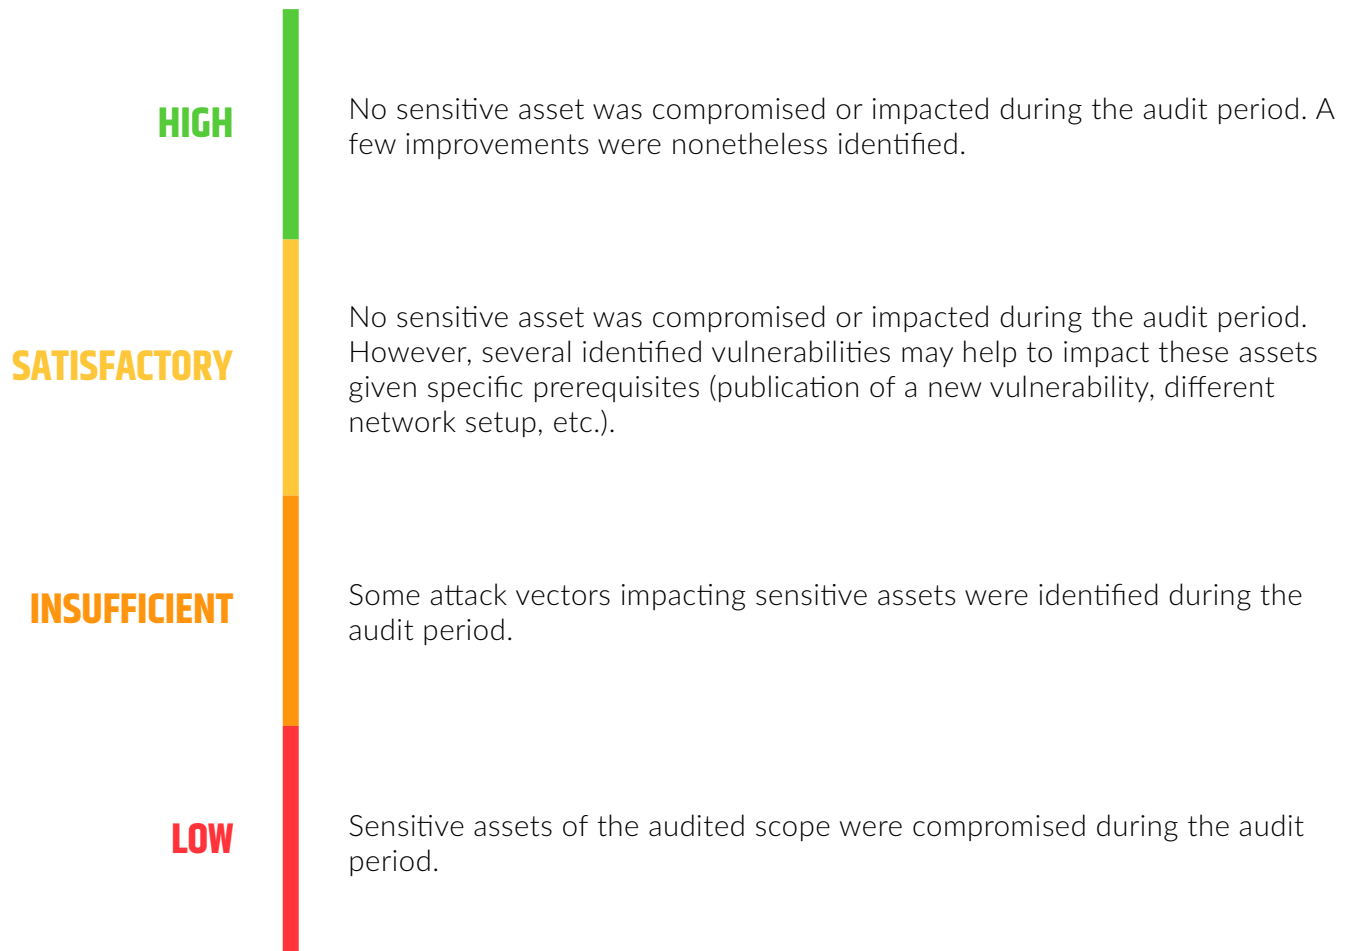 HIGH
No sensitive asset was compromised or impacted during the audit period. A
few improvements were nonetheless identified.
SATISFACTORY
No sensitive asset was compromised or impacted during the audit period.
However, several identified vulnerabilities may help to impact these assets
given specific prerequisites (publication of a new vulnerability, different
network setup, etc.).
INSUFFICIENT
Some attack vectors impacting sensitive assets were identified during the
audit period.
LOW
Sensitive assets of the audited scope were compromised during the audit
period.